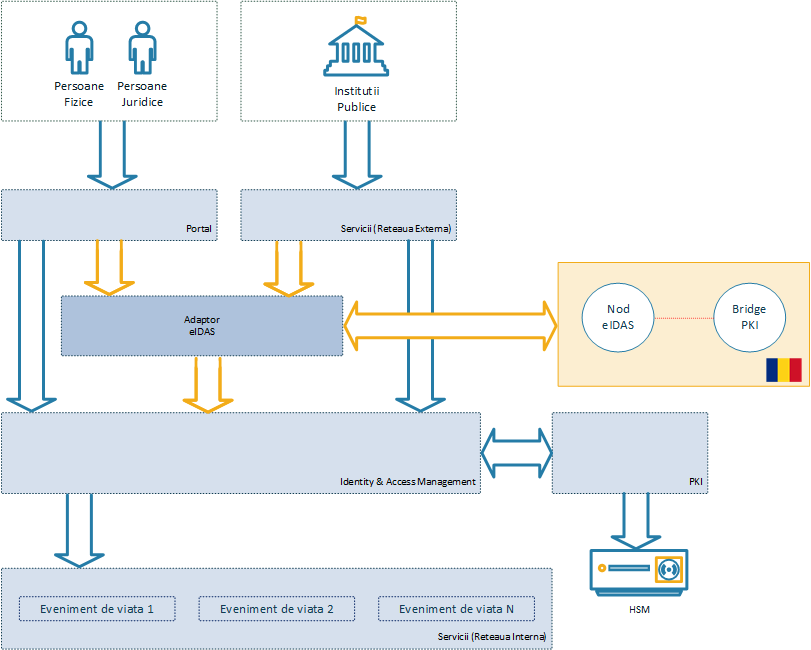 Persoane
Fizice
Persoane
Juridice
Institutii
Publice
Portal
Servicii (Reteaua Externa)
Adaptor
eIDAS
Nod
eIDAS
Bridge
PKI
Identity & Access Management
PKI
HSM
Eveniment de viata 1
Eveniment de viata 2
Eveniment de viata N
Servicii (Reteaua Interna)